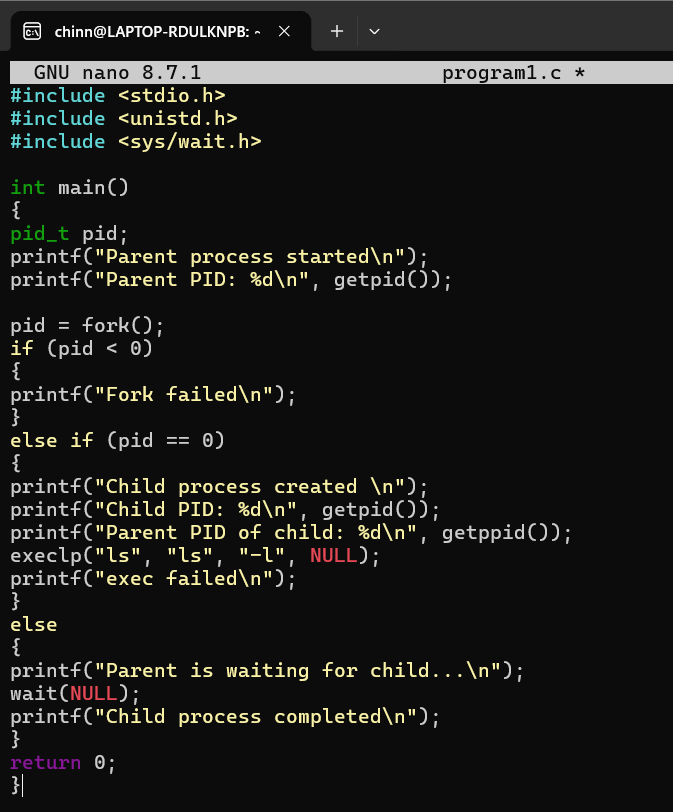 chinn@LAPTOP-RDULKNPB: ~
GNU nano 8.7.1 program1.c *
#include <stdio.h>
#include <unistd.h>
#include <sys/wait.h>
int main()
{
pid_t pid;
printf("Parent process started\n");
printf("Parent PID: %d\n", getpid());
pid = fork();
if (pid < 0)
{
printf("Fork failed\n");
}
else if (pid == 0)
{
printf("Child process created \n");
printf("Child PID: %d\n", getpid());
printf("Parent PID of child: %d\n", getppid());
execlp("ls", "ls", "-l", NULL);
printf("exec failed\n");
}
else
{
printf("Parent is waiting for child...\n");
wait(NULL);
printf("Child process completed\n");
}
return 0;
}